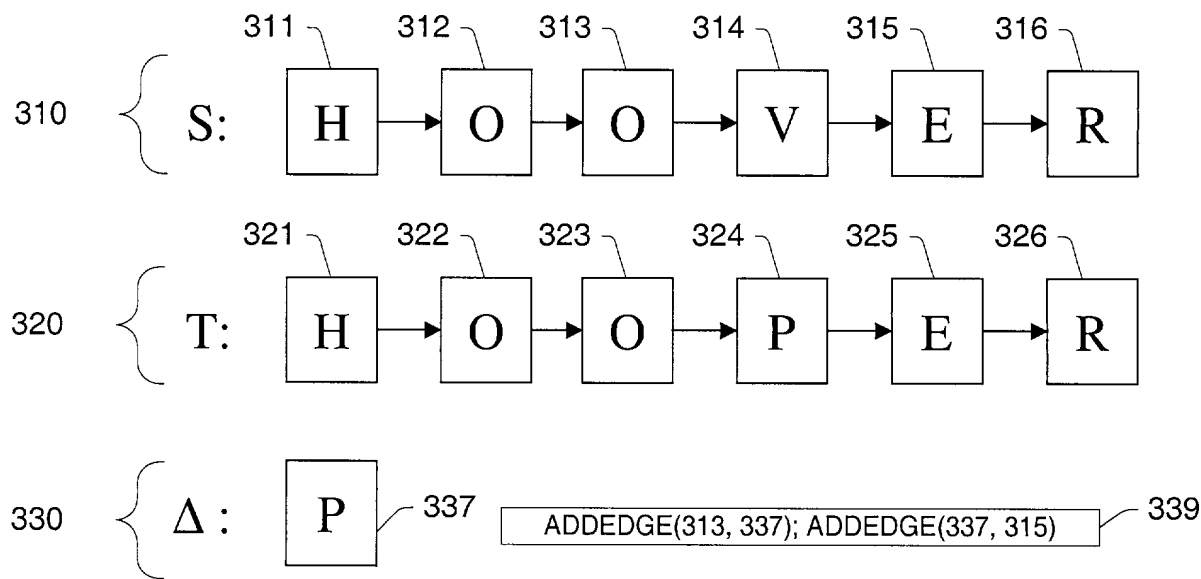 311 312 313 314 315 316
310 S: H O O V E R
321 322 323 324 325 326
320 T: H O O P E R
330 Δ : P 337 ADDEDGE(313, 337); ADDEDGE(337, 315) 339